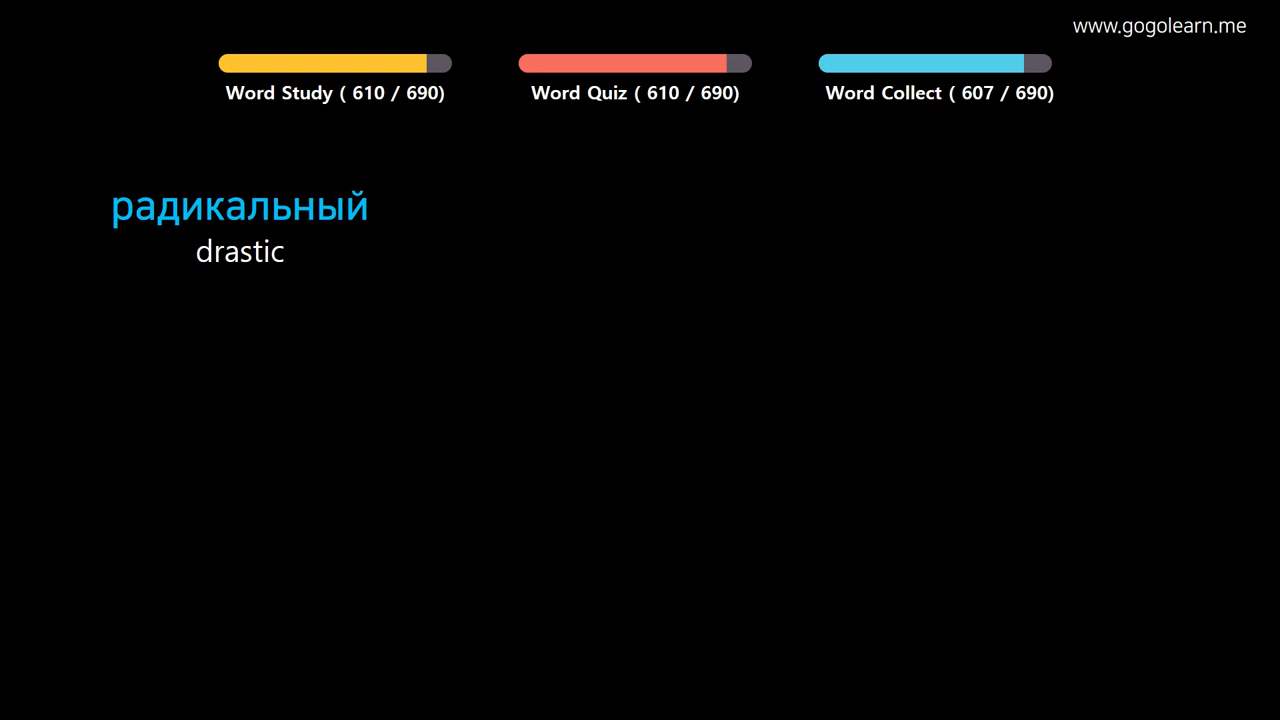 www.gogolearn.me
Word Study ( 610 / 690)
Word Quiz ( 610 / 690)
Word Collect ( 607 / 690)
радикальный
drastic